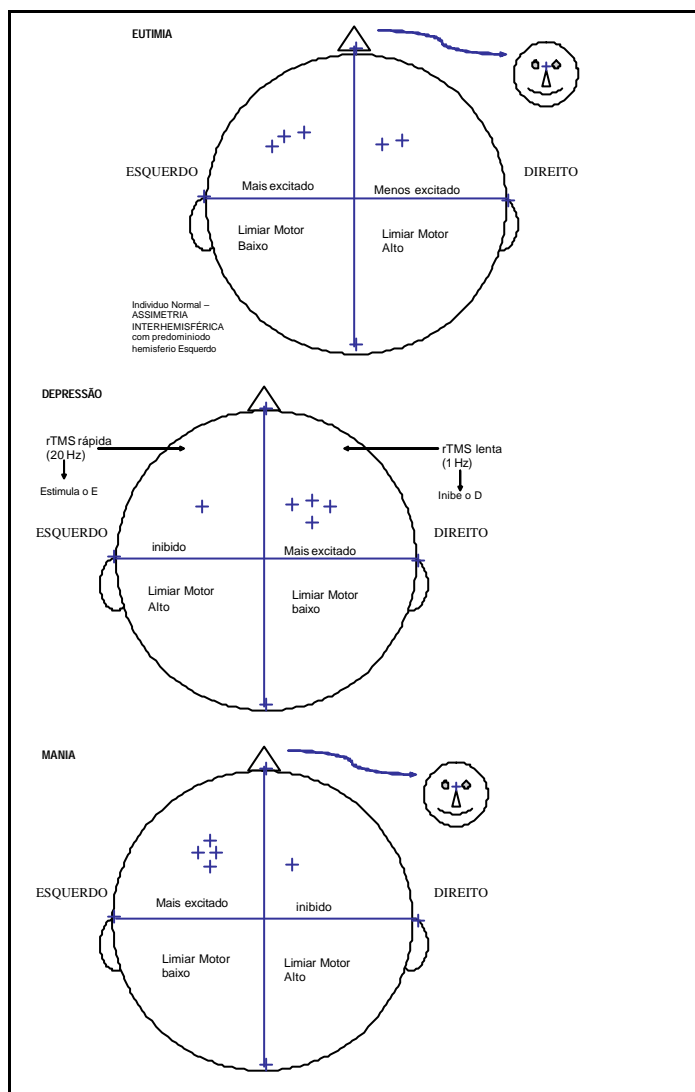 EUTIMIA
ESQUERDO
DIREITO
Mais excitado
Menos excitado
Limiar Motor
Baixo
Limiar Motor
Alto
Individuo Normal –
ASSIMETRIA
INTERHEMISFÉRICA
com predominiodo
hemisferio Esquerdo
DEPRESSÃO
rTMS rápida
(20 Hz)
Estimula o E
rTMS lenta
(1 Hz)
Inibe o D
ESQUERDO
DIREITO
inibido
Mais excitado
Limiar Motor
Alto
Limiar Motor
baixo
MANIA
ESQUERDO
DIREITO
Mais excitado
inibido
Limiar Motor
baixo
Limiar Motor
Alto